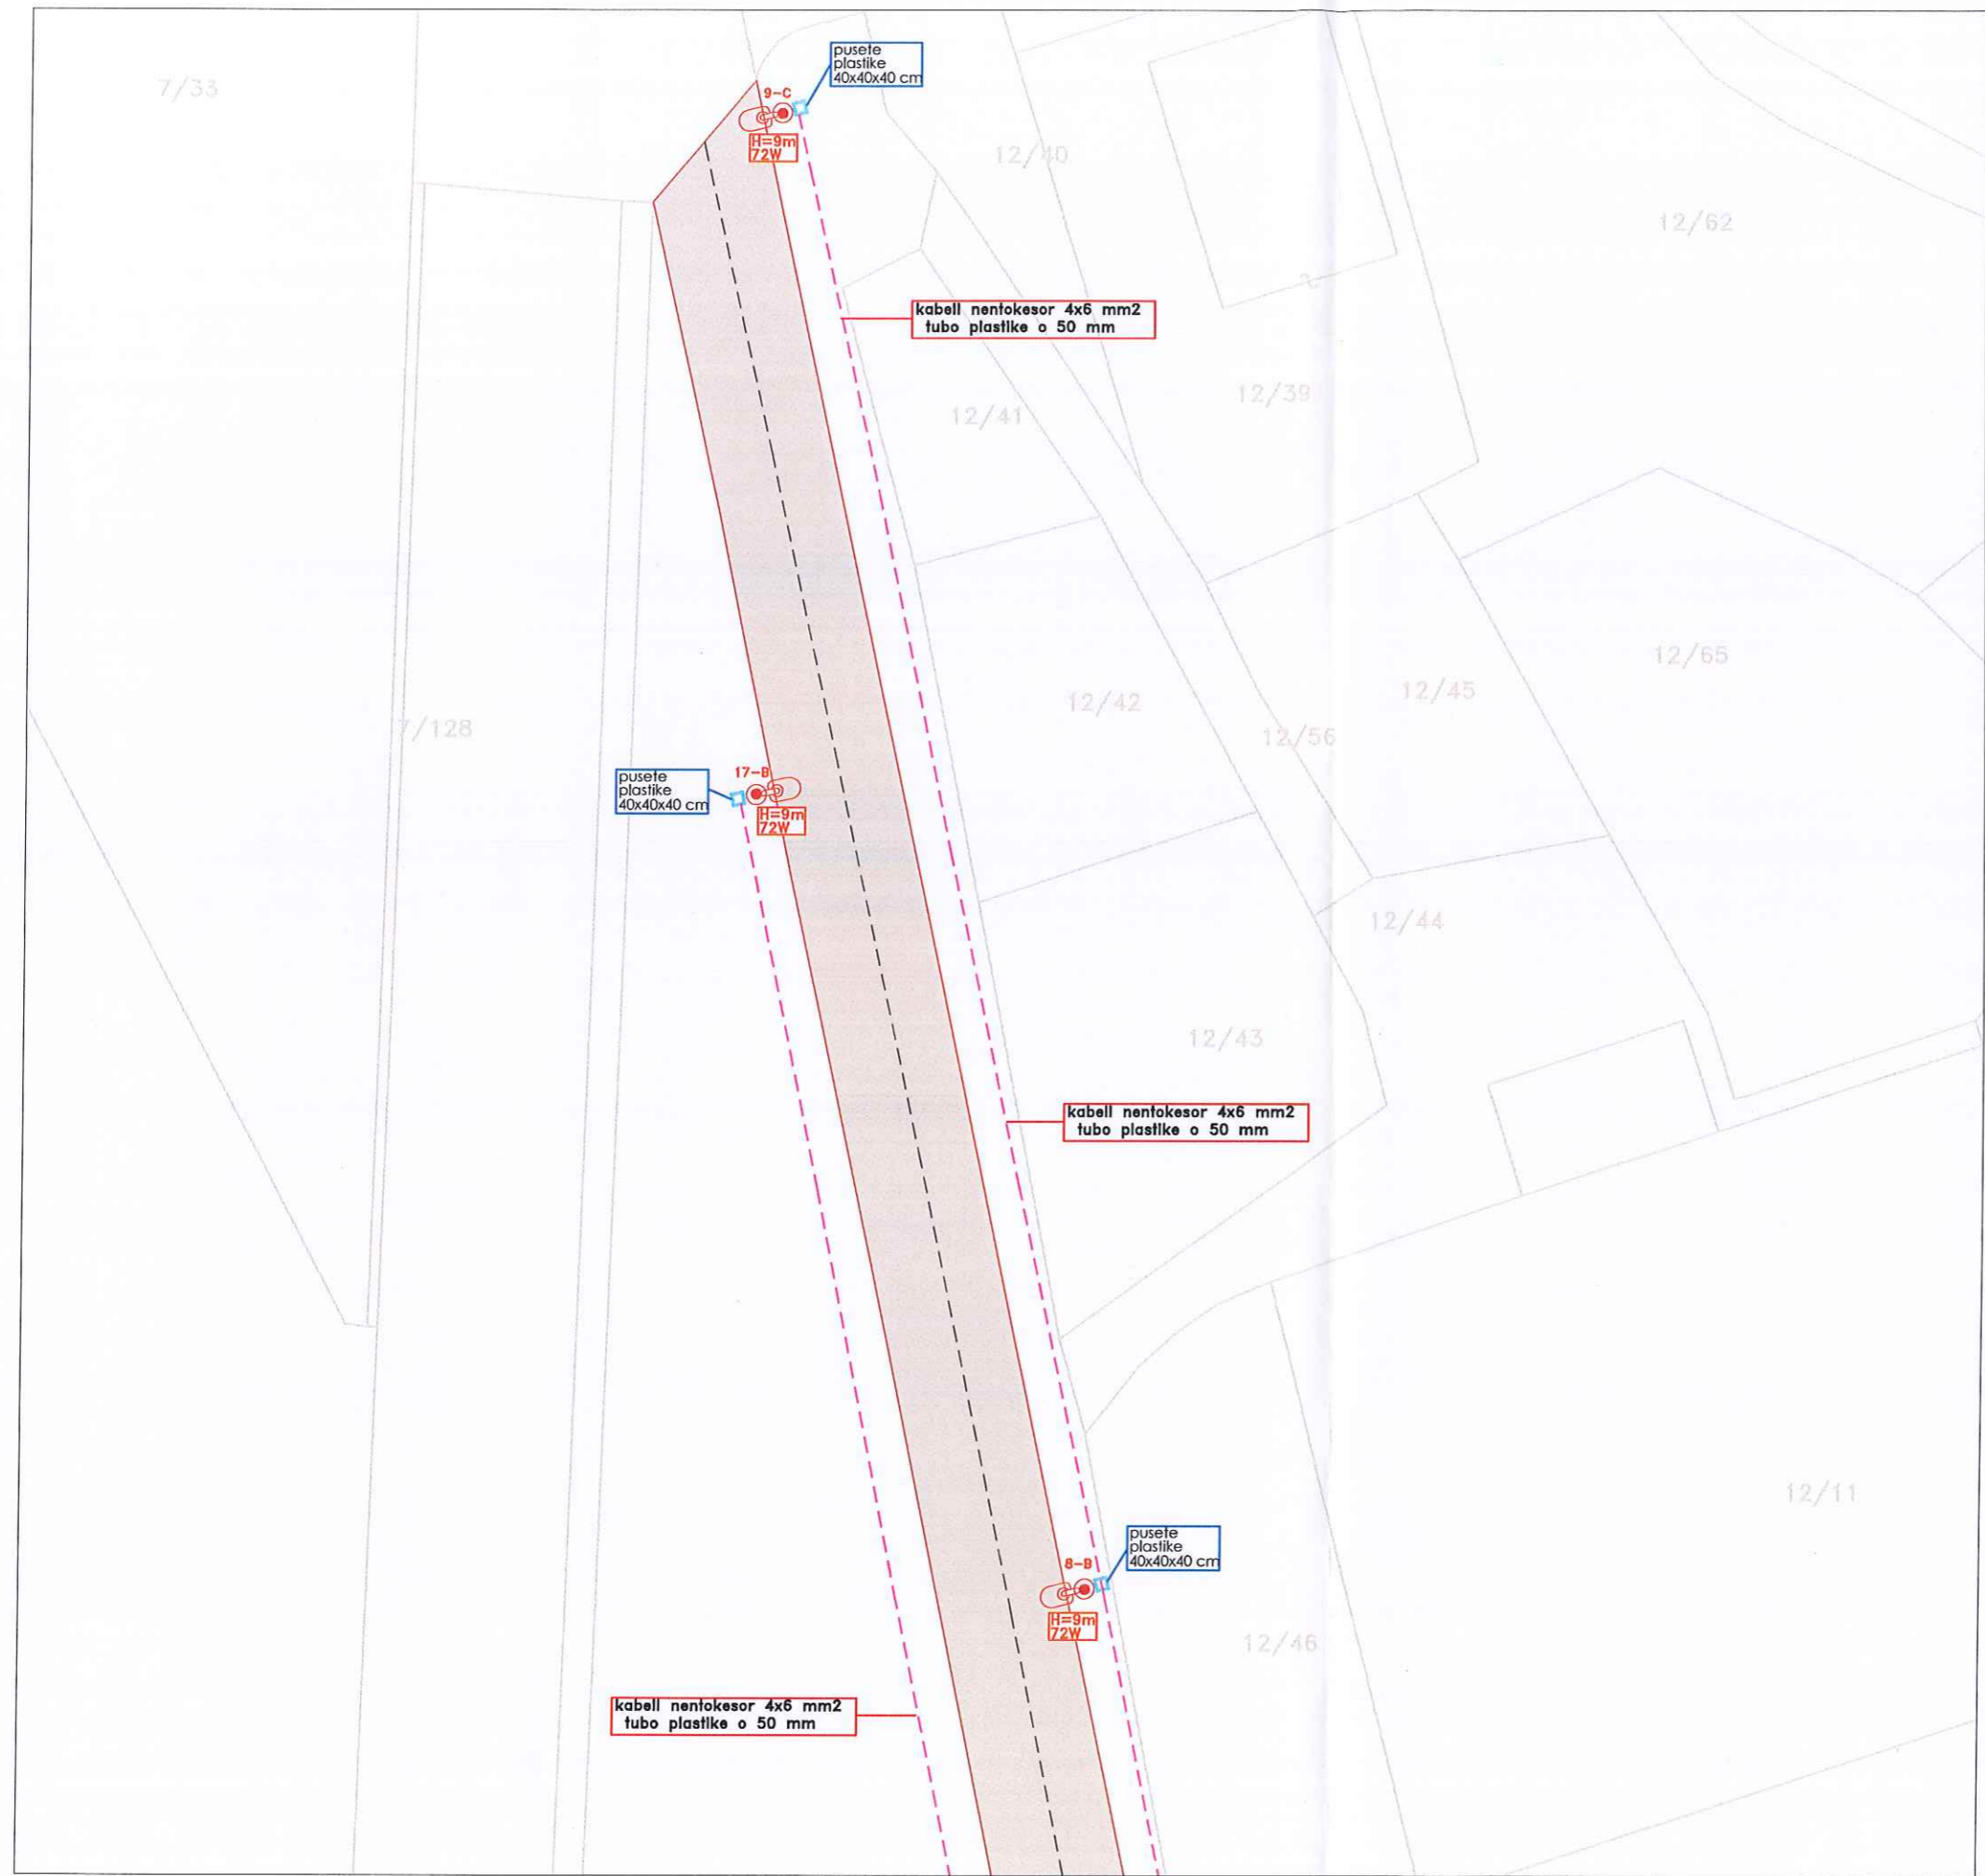 pusete
plastike
40x40x40 cm
7/33
9-C
H=9m
72W
12/40
12/62
kabell nentokesor 4x6 mm2
tubo plastike o 50 mm
12/39
12/41
12/65
12/45
12/42
7/128
12/56
pusete
plastike
40x40x40 cm
17-B
H=9m
72W
12/44
12/43
kabell nentokesor 4x6 mm2
tubo plastike o 50 mm
12/11
pusete
plastike
40x40x40 cm
8-B
H=9m
72W
12/46
kabell nentokesor 4x6 mm2
tubo plastike o 50 mm